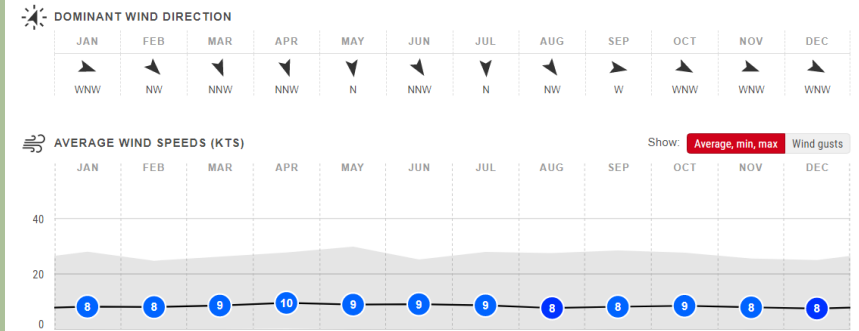 DOMINANT WIND DIRECTION
JAN FEB MAR APR MAY JUN JUL AUG SEP OCT NOV DEC
WNW NW NNW NNW N NNW N NW W WNW WNW WNW
AVERAGE WIND SPEEDS (KTS) Show: Average, min, max Wind gusts
JAN FEB MAR APR MAY JUN JUL AUG SEP OCT NOV DEC
40
20
8 8 9 10 9 9 9 8 8 9 8 8
0